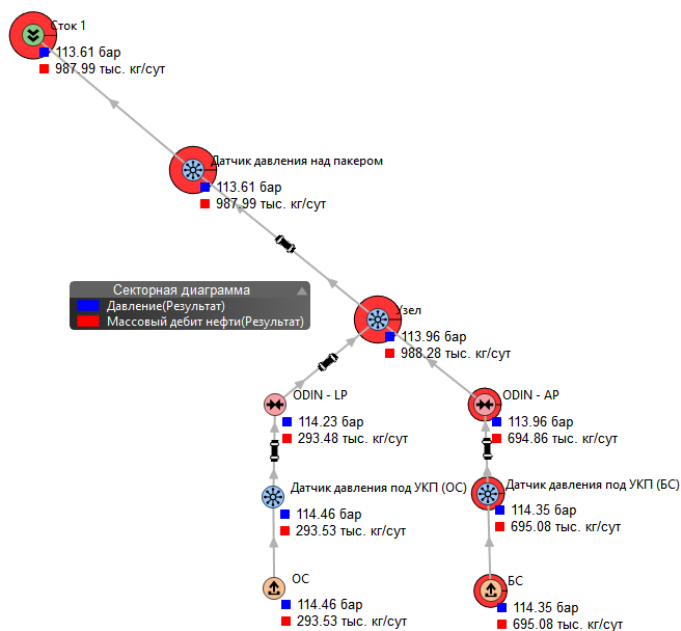 Сток 1
113.61 бар
987.99 тыс. кг/сут
Датчик давления над пакером
113.61 бар
987.99 тыс. кг/сут
Секторная диаграмма
Давление(Результат)
Массовый дебит нефти(Результат)
Узел
113.96 бар
988.28 тыс. кг/сут
ODIN - LP
114.23 бар
293.48 тыс. кг/сут
ODIN - AP
113.96 бар
694.86 тыс. кг/сут
Датчик давления под УКП (ОС)
114.46 бар
293.53 тыс. кг/сут
Датчик давления под УКП (БС)
114.35 бар
695.08 тыс. кг/сут
ОС
114.46 бар
293.53 тыс. кг/сут
БС
114.35 бар
695.08 тыс. кг/сут